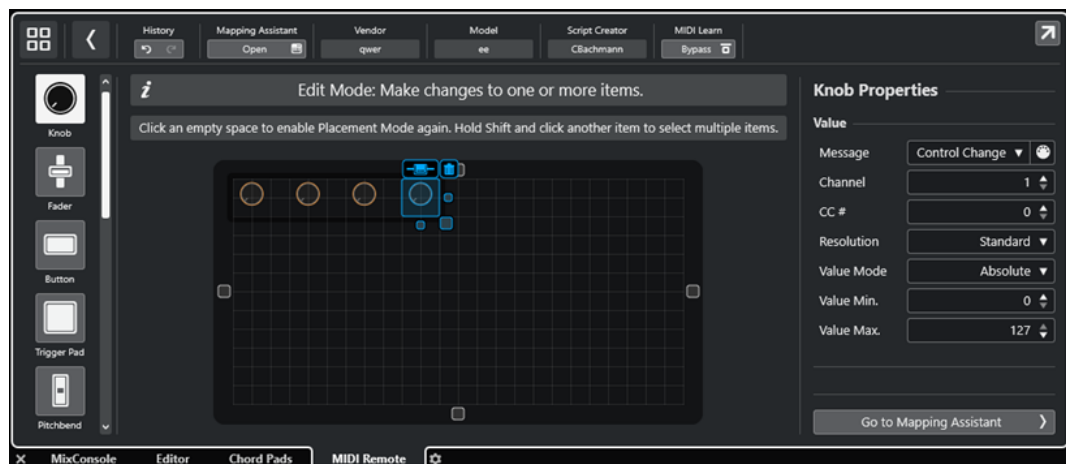 History
Mapping Assistant
Vendor
Model
Script Creator
MIDI Learn
Open
qwer
ee
CBachmann
Bypass
Knob
Fader
Button
Trigger Pad
Pitchbend
i
Edit Mode: Make changes to one or more items.
Click an empty space to enable Placement Mode again. Hold Shift and click another item to select multiple items.
Knob Properties
Value
Message Control Change
Channel 1
CC # 0
Resolution Standard
Value Mode Absolute
Value Min. 0
Value Max. 127
Go to Mapping Assistant
MixConsole
Editor
Chord Pads
MIDI Remote